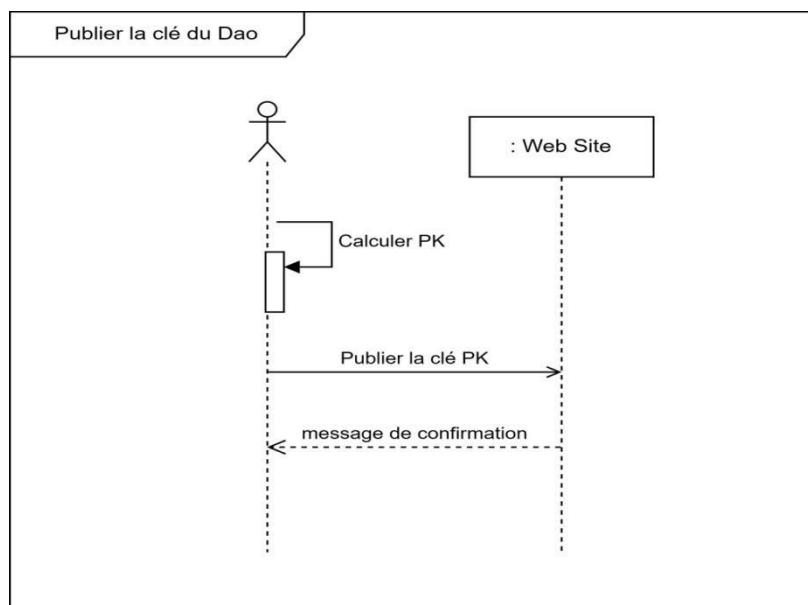 Publier la clé du Dao
: Web Site
Calculer PK
Publier la clé PK
message de confirmation